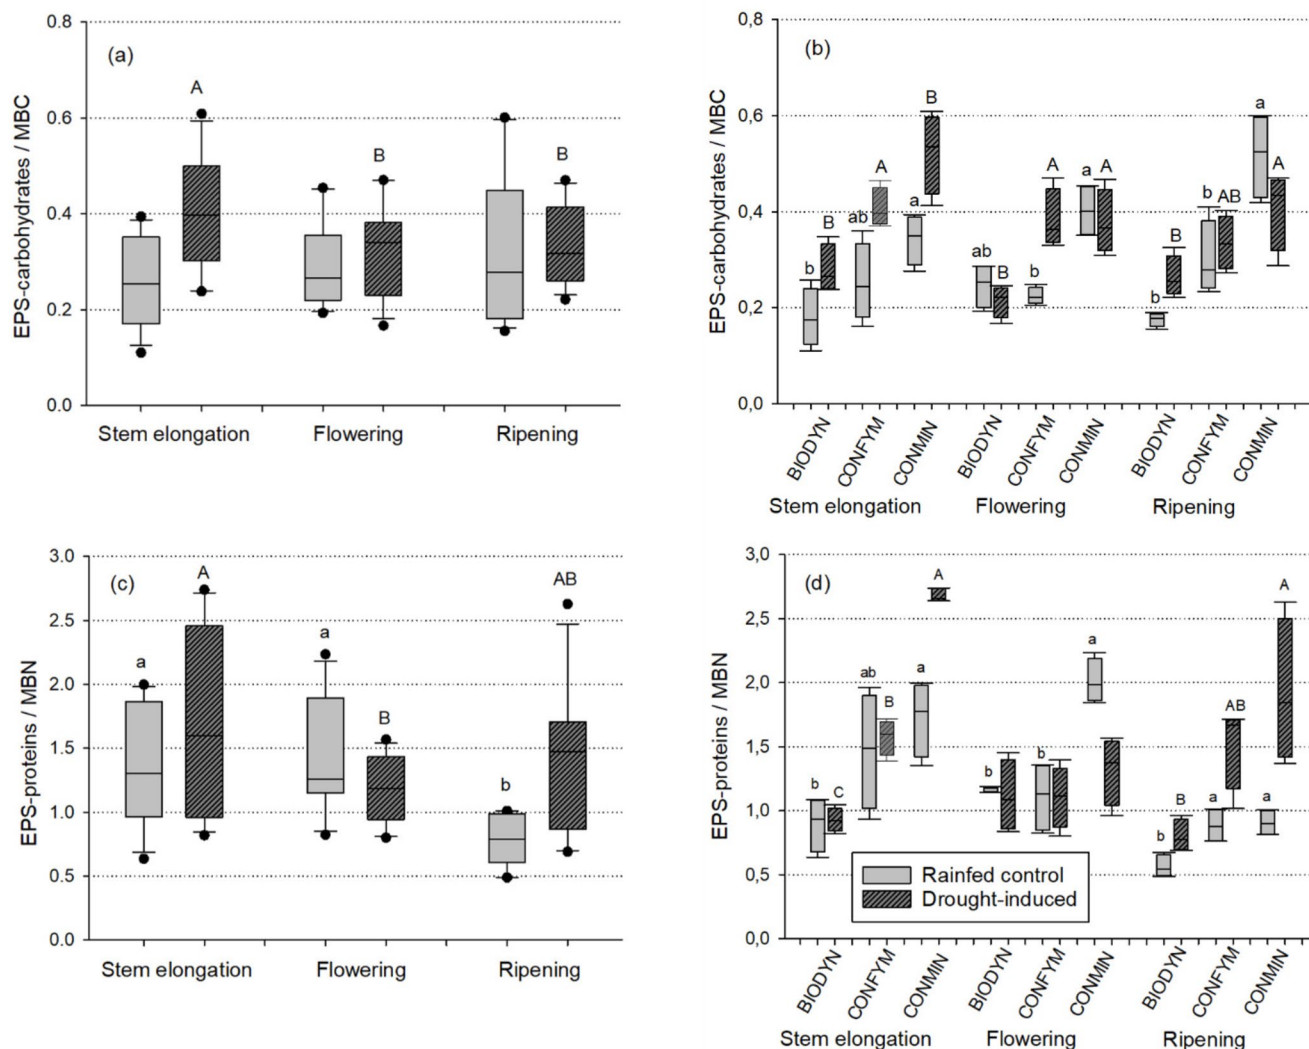 (a)
EPS-carbohydrates / MBC
0.8
0.6
0.4
0.2
0.0
A
B
B
Stem elongation Flowering Ripening
(b)
EPS-carbohydrates / MBC
0,8
0,6
0,4
0,2
0,0
b B ab A a B
ab B b A a A
b B b AB a A
BIODYN CONFYM CONMIN BIODYN CONFYM CONMIN BIODYN CONFYM CONMIN
Stem elongation Flowering Ripening
(c)
EPS-proteins / MBN
3.0
2.5
2.0
1.5
1.0
0.5
0.0
a A a B b AB
Stem elongation Flowering Ripening
(d)
EPS-proteins / MBN
3,0
2,5
2,0
1,5
1,0
0,5
0,0
b C ab B a A
b b a
b B a AB a A
Rainfed control
Drought-induced
BIODYN CONFYM CONMIN BIODYN CONFYM CONMIN BIODYN CONFYM CONMIN
Stem elongation Flowering Ripening